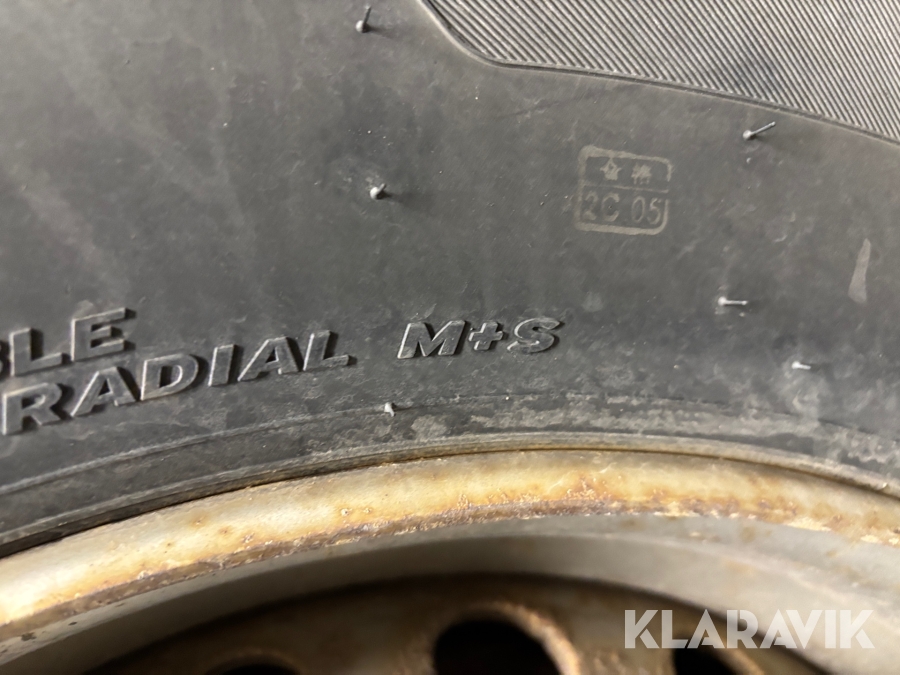 2C 05
BLE
RADIAL M+S
KLARAVIK